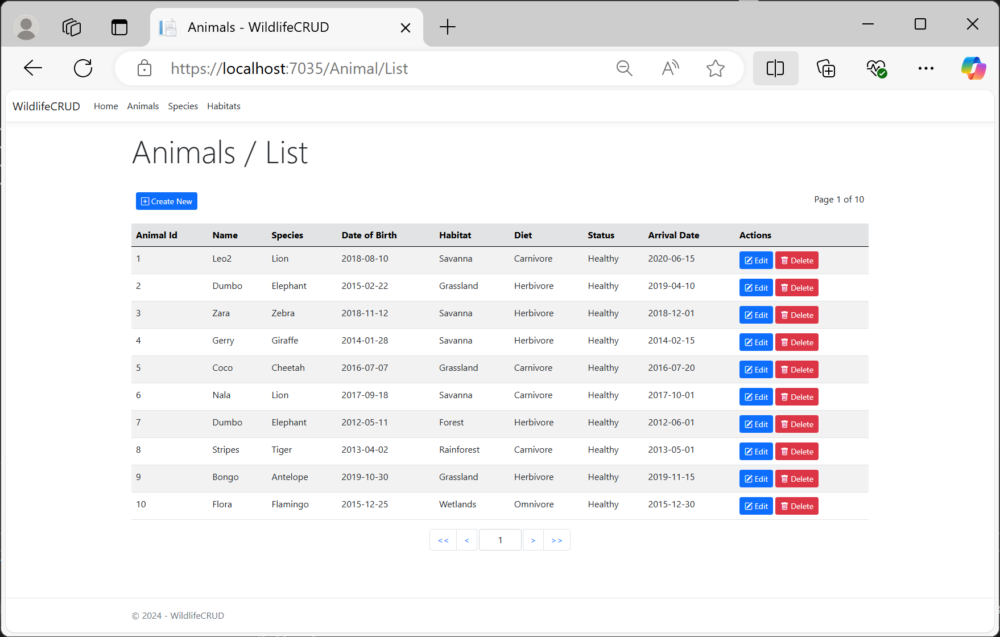 Animals - WildlifeCRUD
https://localhost:7035/Animal/List
WildlifeCRUD Home Animals Species Habitats
Animals / List
Create New Page 1 of 10
Animal Id Name Species Date of Birth Habitat Diet Status Arrival Date Actions
1 Leo2 Lion 2018-08-10 Savanna Carnivore Healthy 2020-06-15 Edit Delete
2 Dumbo Elephant 2015-02-22 Grassland Herbivore Healthy 2019-04-10 Edit Delete
3 Zara Zebra 2018-11-12 Savanna Herbivore Healthy 2018-12-01 Edit Delete
4 Gerry Giraffe 2014-01-28 Savanna Herbivore Healthy 2014-02-15 Edit Delete
5 Coco Cheetah 2016-07-07 Grassland Carnivore Healthy 2016-07-20 Edit Delete
6 Nala Lion 2017-09-18 Savanna Carnivore Healthy 2017-10-01 Edit Delete
7 Dumbo Elephant 2012-05-11 Forest Herbivore Healthy 2012-06-01 Edit Delete
8 Stripes Tiger 2013-04-02 Rainforest Carnivore Healthy 2013-05-01 Edit Delete
9 Bongo Antelope 2019-10-30 Grassland Herbivore Healthy 2019-11-15 Edit Delete
10 Flora Flamingo 2015-12-25 Wetlands Omnivore Healthy 2015-12-30 Edit Delete
<< < 1 > >>
© 2024 - WildlifeCRUD